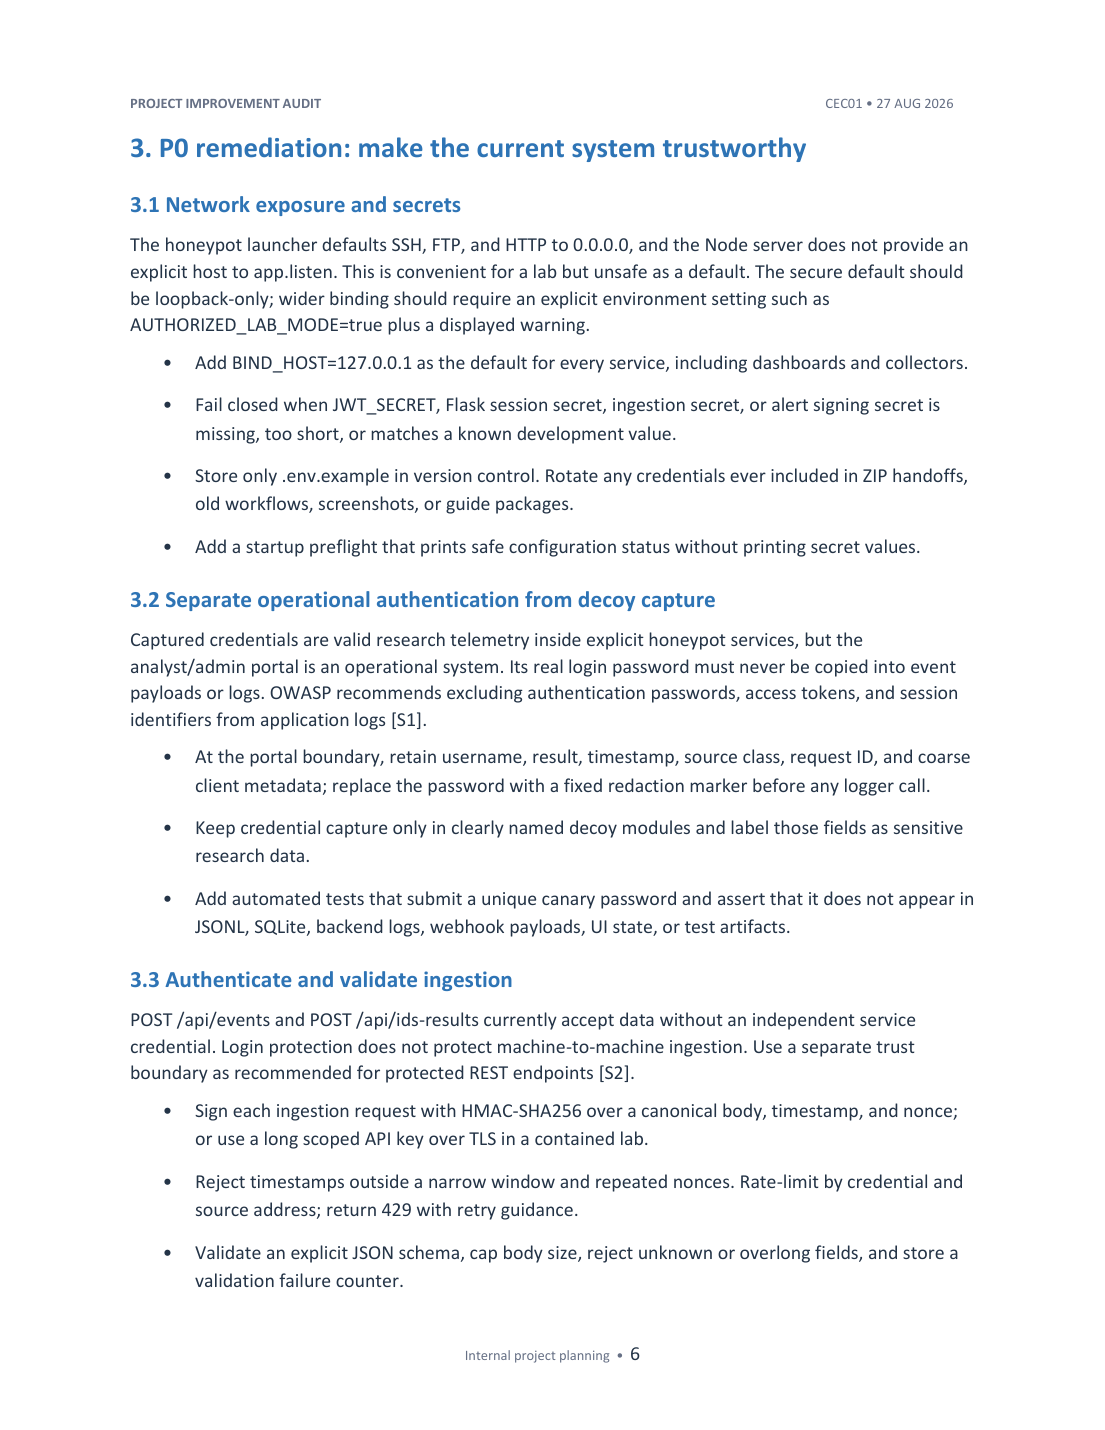 PROJECT IMPROVEMENT AUDIT
CEC01 • 27 AUG 2026
3. P0 remediation: make the current system trustworthy
3.1 Network exposure and secrets
The honeypot launcher defaults SSH, FTP, and HTTP to 0.0.0.0, and the Node server does not provide an
explicit host to app.listen. This is convenient for a lab but unsafe as a default. The secure default should
be loopback-only; wider binding should require an explicit environment setting such as
AUTHORIZED_LAB_MODE=true plus a displayed warning.
• Add BIND_HOST=127.0.0.1 as the default for every service, including dashboards and collectors.
• Fail closed when JWT_SECRET, Flask session secret, ingestion secret, or alert signing secret is
missing, too short, or matches a known development value.
• Store only .env.example in version control. Rotate any credentials ever included in ZIP handoffs,
old workflows, screenshots, or guide packages.
• Add a startup preflight that prints safe configuration status without printing secret values.
3.2 Separate operational authentication from decoy capture
Captured credentials are valid research telemetry inside explicit honeypot services, but the
analyst/admin portal is an operational system. Its real login password must never be copied into event
payloads or logs. OWASP recommends excluding authentication passwords, access tokens, and session
identifiers from application logs [S1].
• At the portal boundary, retain username, result, timestamp, source class, request ID, and coarse
client metadata; replace the password with a fixed redaction marker before any logger call.
• Keep credential capture only in clearly named decoy modules and label those fields as sensitive
research data.
• Add automated tests that submit a unique canary password and assert that it does not appear in
JSONL, SQLite, backend logs, webhook payloads, UI state, or test artifacts.
3.3 Authenticate and validate ingestion
POST /api/events and POST /api/ids-results currently accept data without an independent service
credential. Login protection does not protect machine-to-machine ingestion. Use a separate trust
boundary as recommended for protected REST endpoints [S2].
• Sign each ingestion request with HMAC-SHA256 over a canonical body, timestamp, and nonce;
or use a long scoped API key over TLS in a contained lab.
• Reject timestamps outside a narrow window and repeated nonces. Rate-limit by credential and
source address; return 429 with retry guidance.
• Validate an explicit JSON schema, cap body size, reject unknown or overlong fields, and store a
validation failure counter.
Internal project planning • 6